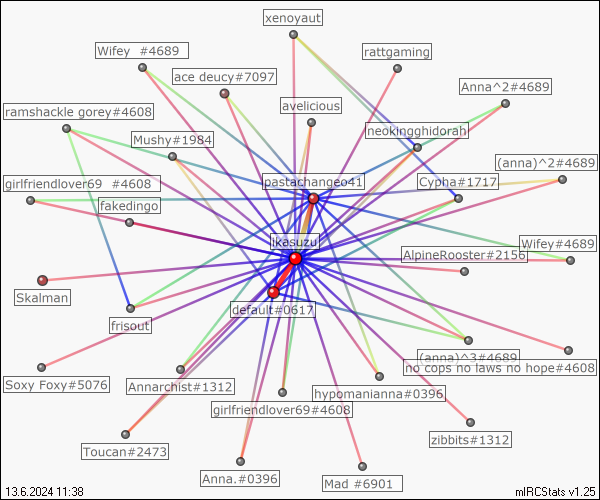 xenoyaut
Wifey  #4689
rattgaming
ace deucy#7097
Anna^2#4689
ramshackle gorey#4608
avelicious
Mushy#1984
neokingghidorah
(anna)^2#4689
girlfriendlover69  #4608
pastachangeo41
Cypha#1717
fakedingo
ikasuzu
Wifey#4689
AlpineRooster#2156
Skalman
default#0617
frisout
(anna)^3#4689
no cops no laws no hope#4608
Soxy Foxy#5076
Annarchist#1312
hypomanianna#0396
girlfriendlover69#4608
zibbits#1312
Toucan#2473
Anna.#0396
Mad #6901
13.6.2024 11:38
mIRCStats v1.25